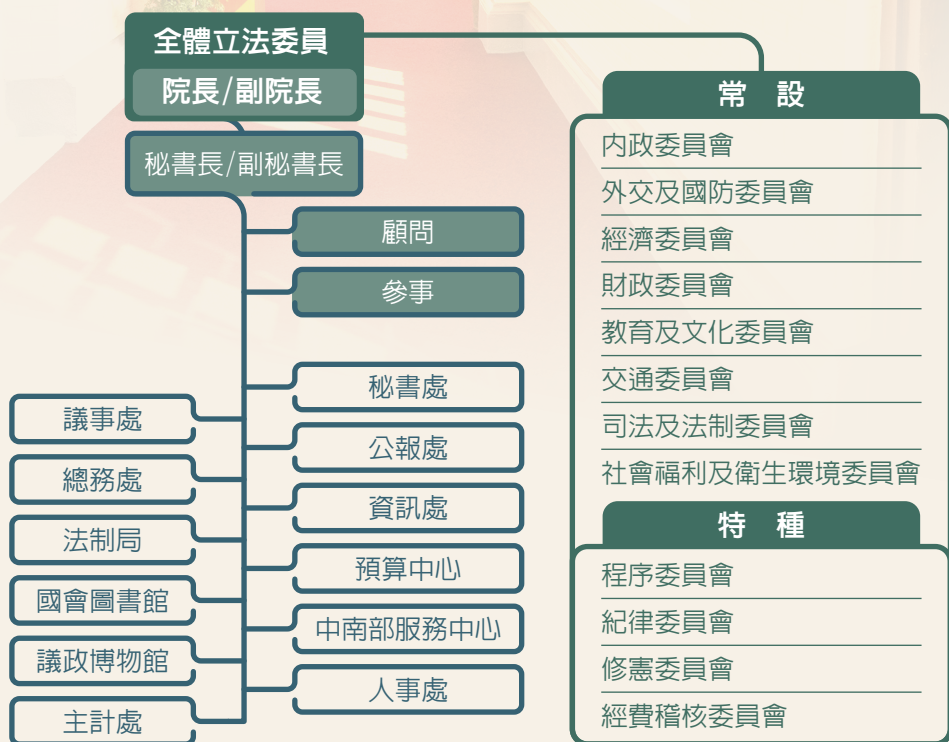 全體立法委員
院長/副院長
秘書長/副秘書長
顧問
參事
秘書處
議事處
公報處
總務處
資訊處
法制局
預算中心
國會圖書館
中南部服務中心
議政博物館
人事處
主計處
常 設
內政委員會
外交及國防委員會
經濟委員會
財政委員會
教育及文化委員會
交通委員會
司法及法制委員會
社會福利及衛生環境委員會
特 種
程序委員會
紀律委員會
修憲委員會
經費稽核委員會